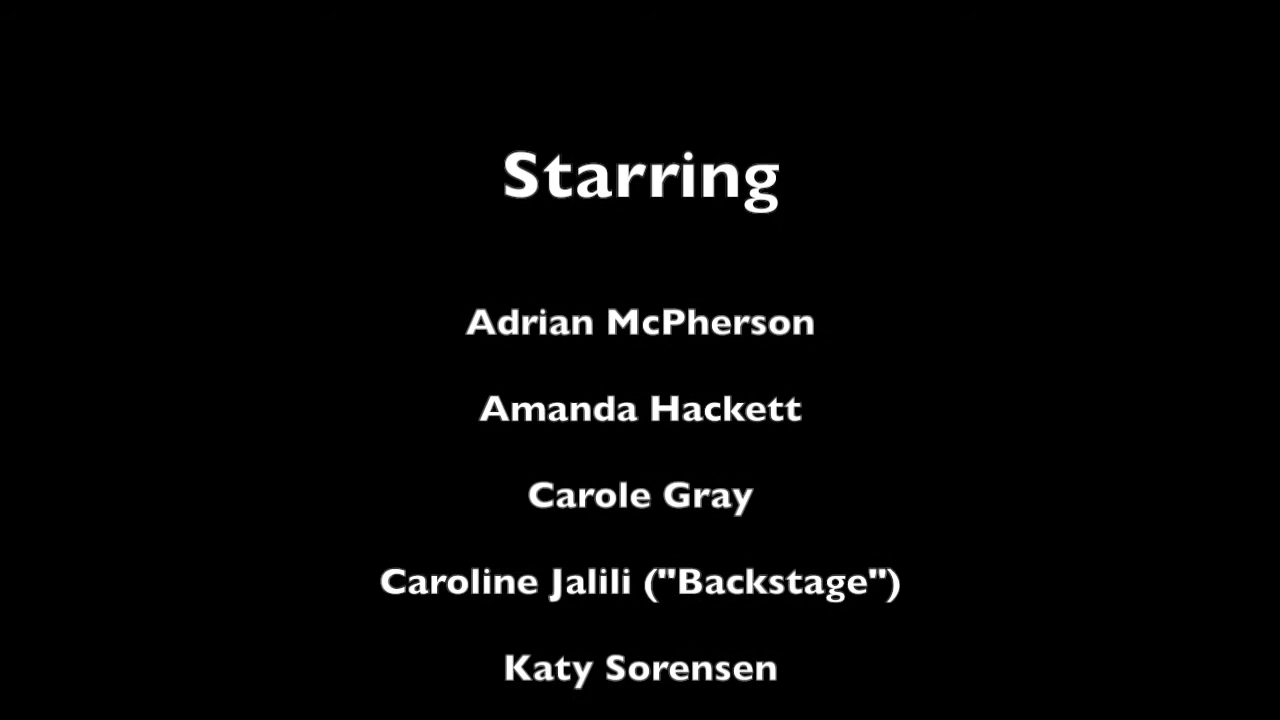 Starring
Adrian McPherson
Amanda Hackett
Carole Gray
Caroline Jalili ("Backstage")
Katy Sorensen